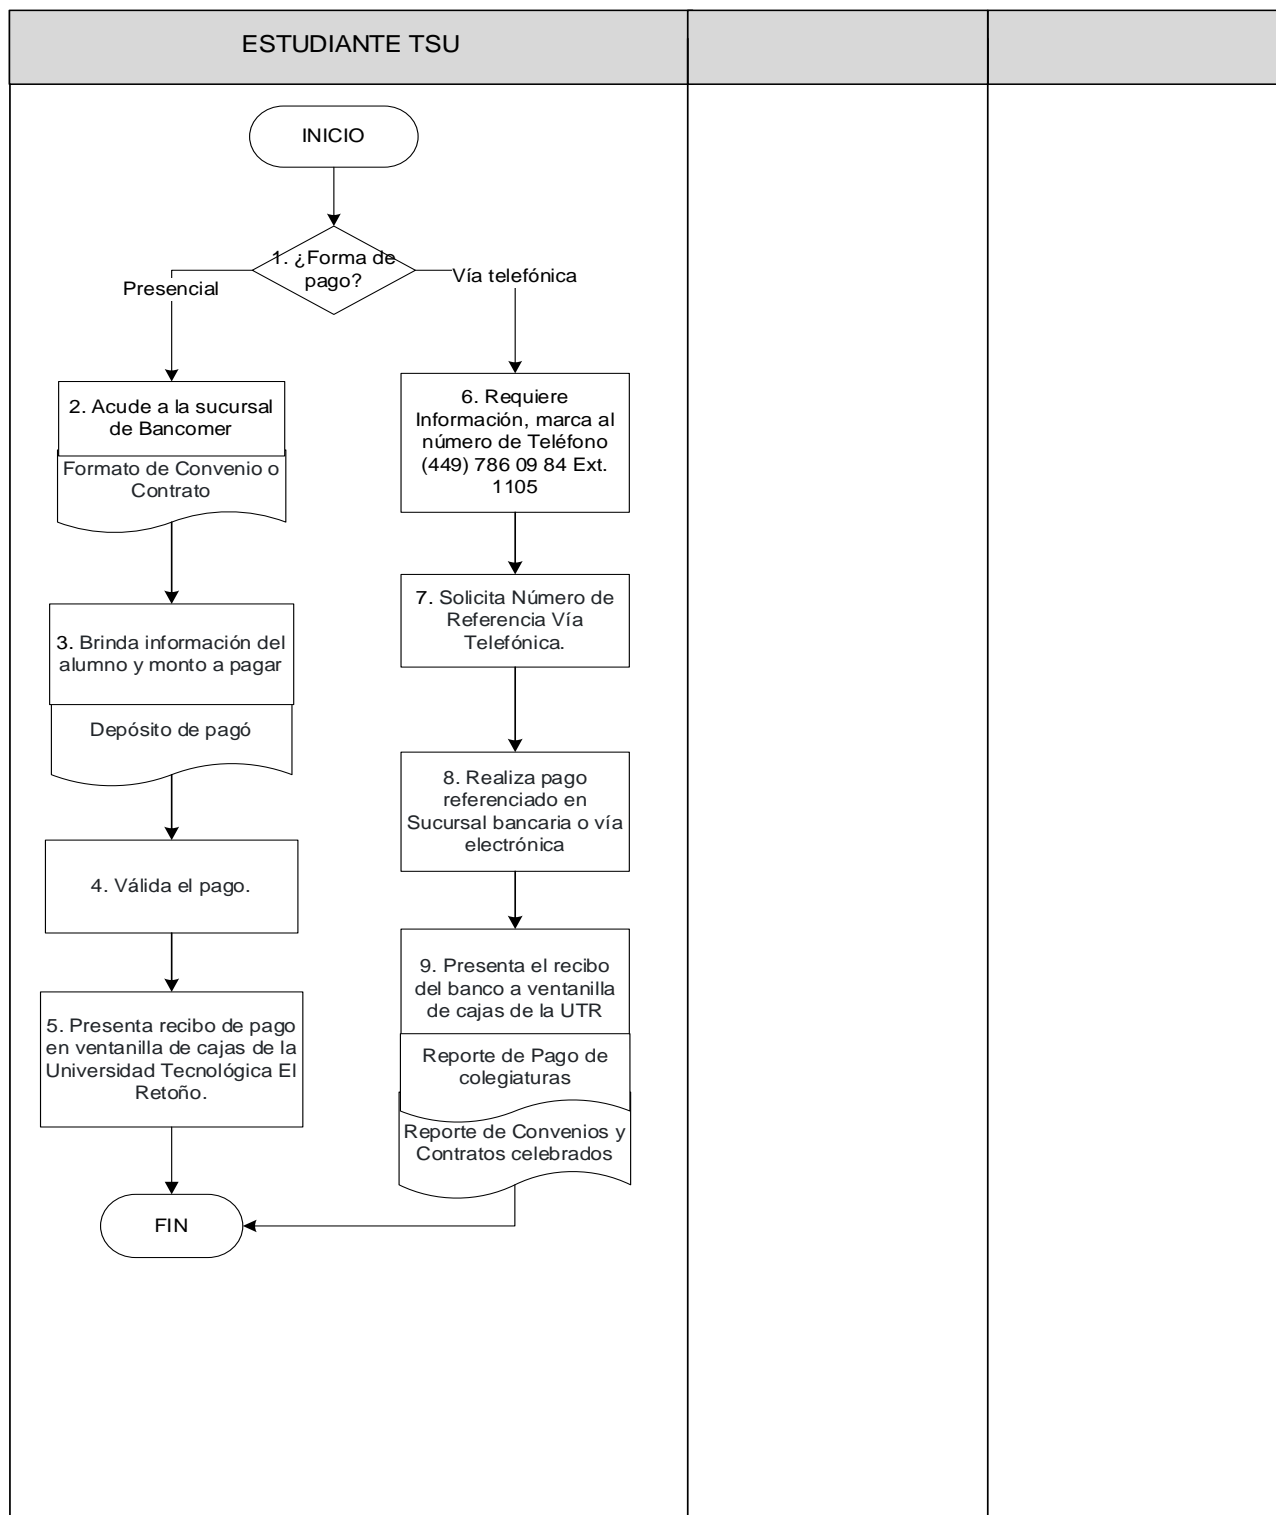 ESTUDIANTE TSU
INICIO
1. ¿Forma de
pago?
Presencial
Vía telefónica
2. Acude a la sucursal
de Bancomer
Formato de Convenio o
Contrato
3. Brinda información del
alumno y monto a pagar
Depósito de pagó
4. Válida el pago.
5. Presenta recibo de pago
en ventanilla de cajas de la
Universidad Tecnológica El
Retoño.
6. Requiere
Información, marca al
número de Teléfono
(449) 786 09 84 Ext.
1105
7. Solicita Número de
Referencia Vía
Telefónica.
8. Realiza pago
referenciado en
Sucursal bancaria o vía
electrónica
9. Presenta el recibo
del banco a ventanilla
de cajas de la UTR
Reporte de Pago de
colegiaturas
Reporte de Convenios y
Contratos celebrados
FIN